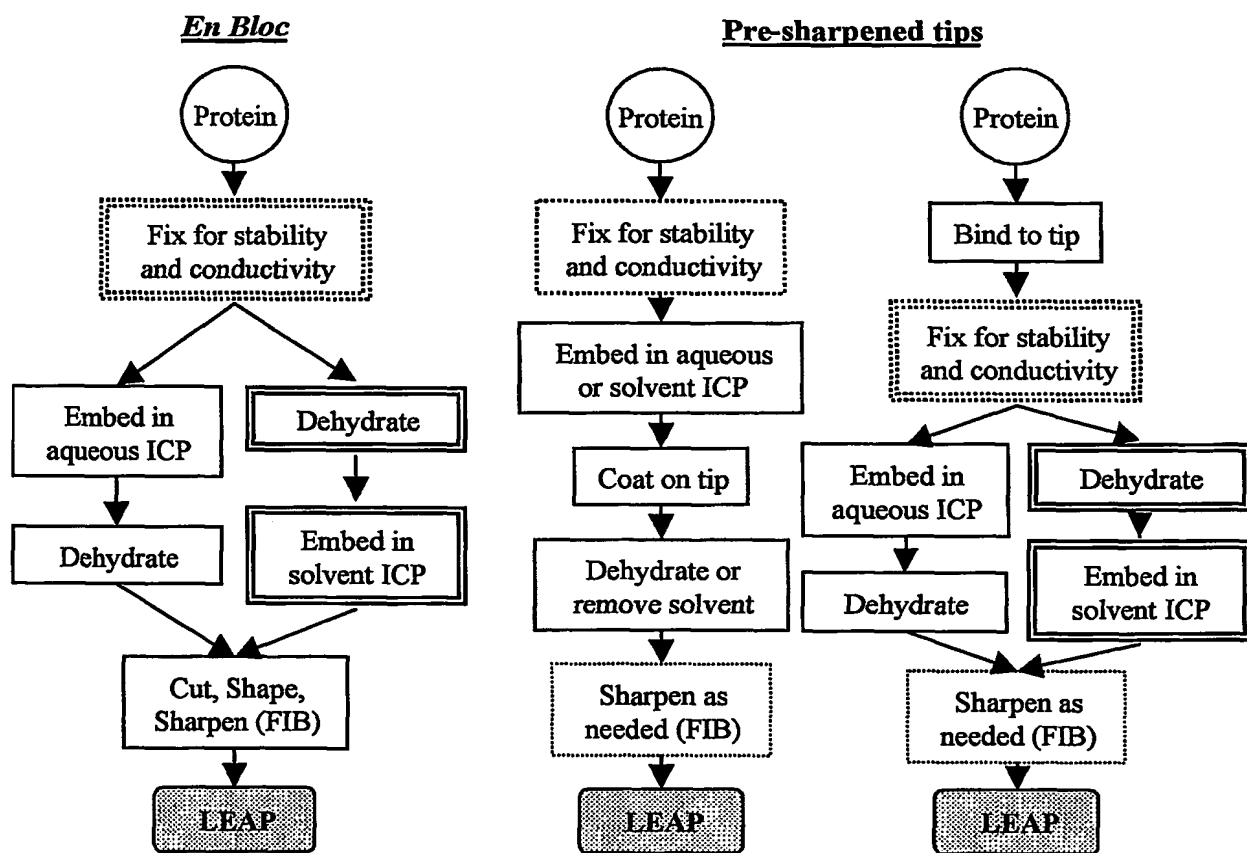 En Bloc
Protein
Fix for stability
and conductivity
Embed in
aqueous ICP
Dehydrate
Dehydrate
Embed in
solvent ICP
Cut, Shape,
Sharpen (FIB)
LEAP
Pre-sharpened tips
Protein
Fix for stability
and conductivity
Embed in aqueous
or solvent ICP
Coat on tip
Dehydrate or
remove solvent
Sharpen as
needed (FIB)
LEAP
Protein
Bind to tip
Fix for stability
and conductivity
Embed in
aqueous ICP
Dehydrate
Dehydrate
Embed in
solvent ICP
Sharpen as
needed (FIB)
LEAP